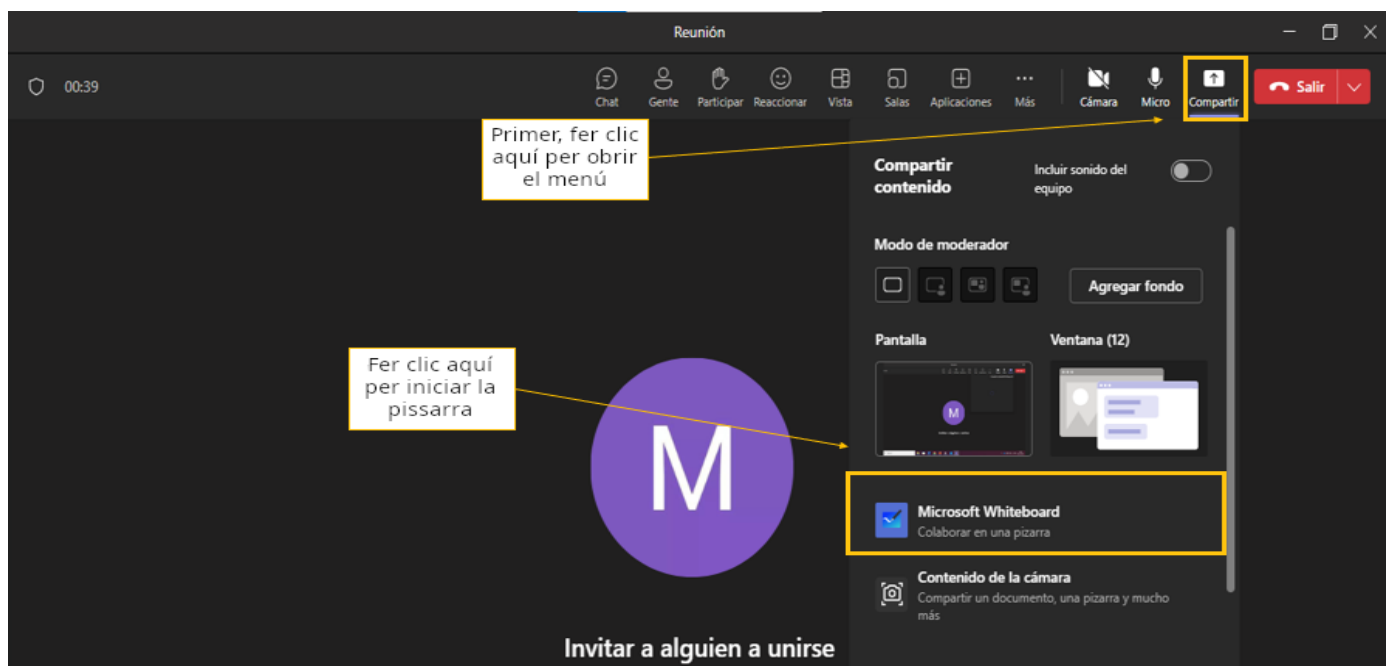 Reunión
00:39
Chat
Gente
Participar
Reaccionar
Vista
Salas
Aplicaciones
Más
Cámara
Micro
Compartir
Salir
Primer, fer clic
aquí per obrir
el menú
Compartir
contenido
Incluir sonido del
equipo
Modo de moderador
Agregar fondo
Pantalla
Ventana (12)
Fer clic aquí
per iniciar la
pissarra
M
M
Microsoft Whiteboard
Colaborar en una pizarra
Contenido de la cámara
Compartir un documento, una pizarra y mucho
más
Invitar a alguien a unirse